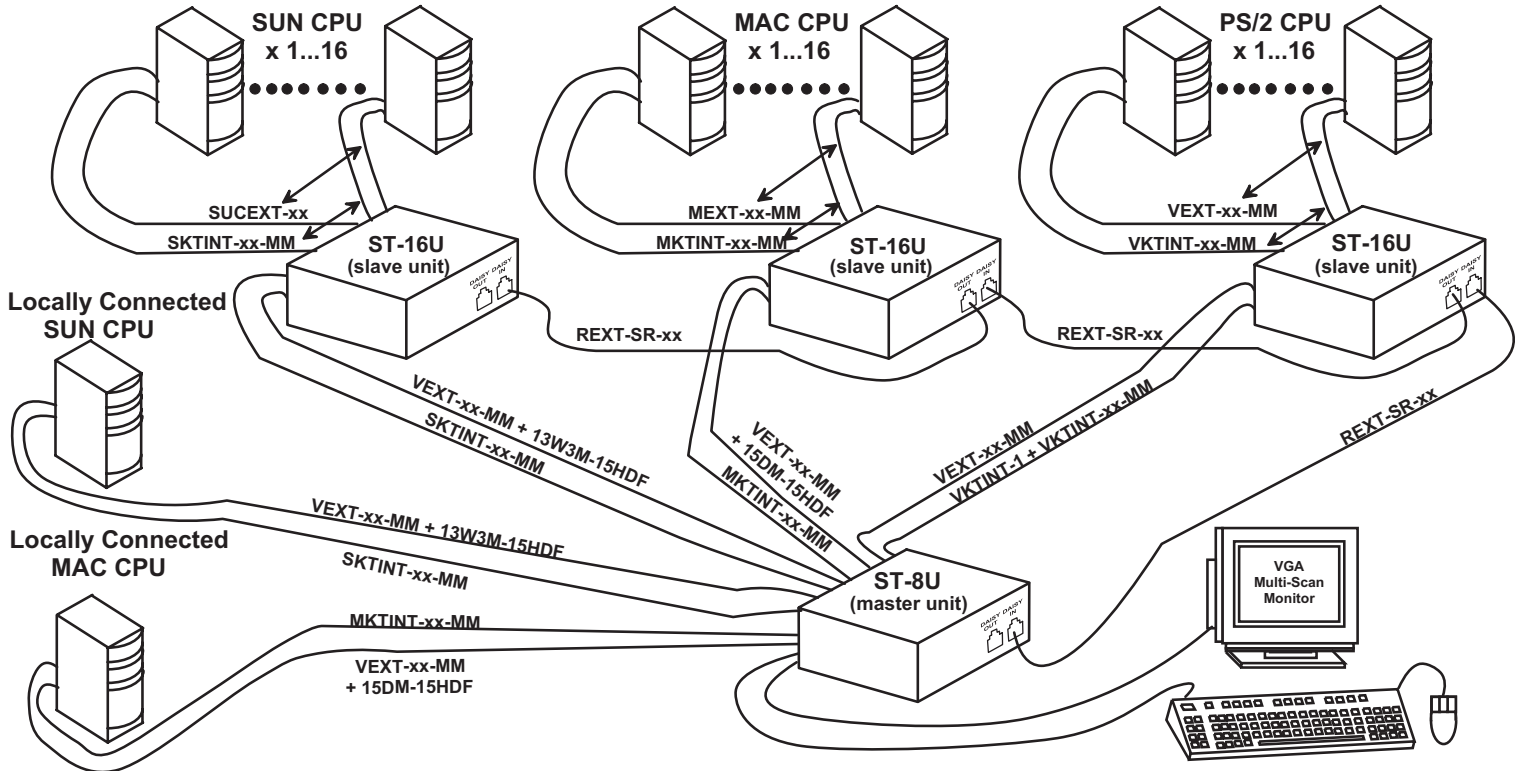 SUN CPU
x 1...16
MAC CPU
x 1...16
PS/2 CPU
x 1...16
SUCEXT-xx
SKTINT-xx-MM
MEXT-xx-MM
MKTINT-xx-MM
VEXT-xx-MM
VKTINT-xx-MM
ST-16U
(slave unit)
DAISY OUT
DAISY IN
ST-16U
(slave unit)
DAISY OUT
DAISY IN
ST-16U
(slave unit)
DAISY OUT
DAISY IN
Locally Connected
SUN CPU
REXT-SR-xx
REXT-SR-xx
REXT-SR-xx
VEXT-xx-MM + 13W3M-15HDF
SKTINT-xx-MM
VEXT-xx-MM
+ 15DM-15HDF
MKTINT-xx-MM
VEXT-xx-MM
VKTINT-1 + VKTINT-xx-MM
VEXT-xx-MM + 13W3M-15HDF
SKTINT-xx-MM
Locally Connected
MAC CPU
MKTINT-xx-MM
VEXT-xx-MM
+ 15DM-15HDF
ST-8U
(master unit)
DAISY OUT
DAISY IN
VGA
Multi-Scan
Monitor